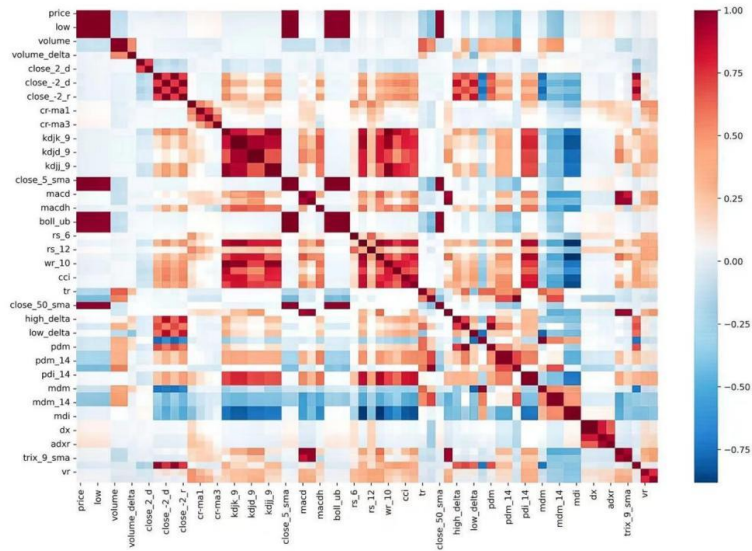 price
low
volume
volume_delta
close_2_d
close_-2_d
close_-2_r
cr-ma1
cr-ma3
kdjk_9
kdjd_9
kdjj_9
close_5_sma
macd
macdh
boll_ub
rs_6
rs_12
wr_10
cci
tr
close_50_sma
high_delta
low_delta
pdm
pdm_14
pdi_14
mdm
mdm_14
mdi
dx
adxr
trix_9_sma
vr
price
low
volume
volume_delta
close_2_d
close_-2_d
close_-2_r
cr-ma1
cr-ma3
kdjk_9
kdjd_9
kdjj_9
close_5_sma
macd
macdh
boll_ub
rs_6
rs_12
wr_10
cci
tr
close_50_sma
high_delta
low_delta
pdm
pdm_14
pdi_14
mdm
mdm_14
mdi
dx
adxr
trix_9_sma
vr
1.00
0.75
0.50
0.25
0.00
−0.25
−0.50
−0.75